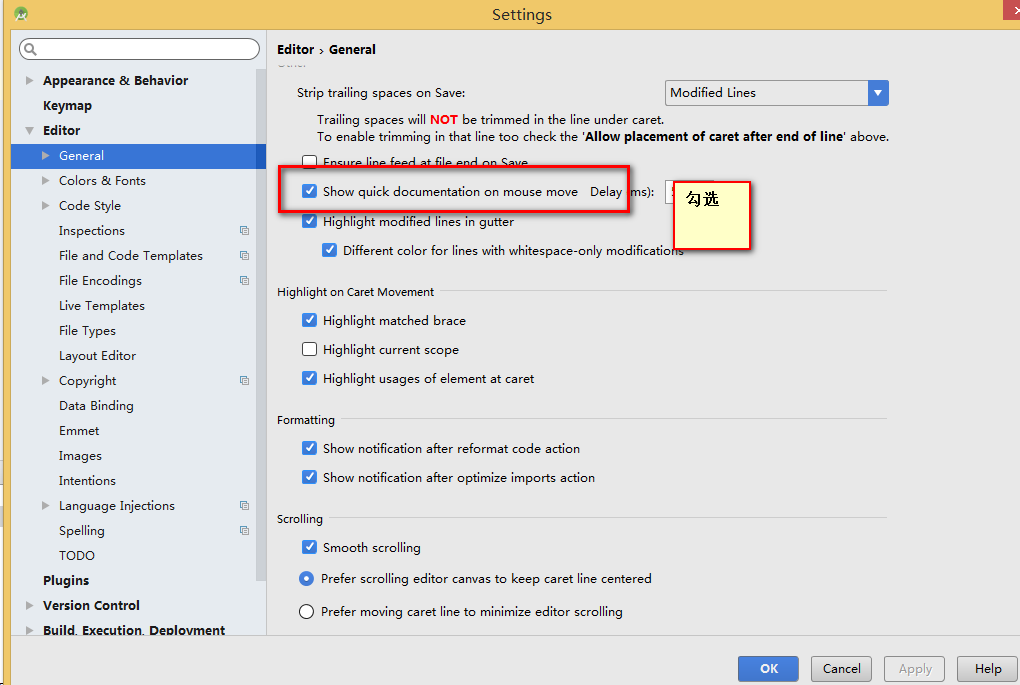 Settings
Editor › General
Appearance & Behavior
Keymap
Editor
General
Colors & Fonts
Code Style
Inspections
File and Code Templates
File Encodings
Live Templates
File Types
Layout Editor
Copyright
Data Binding
Emmet
Images
Intentions
Language Injections
Spelling
TODO
Plugins
Version Control
Build, Execution, Deployment
Other
Strip trailing spaces on Save: Modified Lines
Trailing spaces will NOT be trimmed in the line under caret.
To enable trimming in that line too check the 'Allow placement of caret after end of line' above.
Ensure line feed at file end on Save
Show quick documentation on mouse move Delay (ms):
勾选
Highlight modified lines in gutter
Different color for lines with whitespace-only modifications
Highlight on Caret Movement
Highlight matched brace
Highlight current scope
Highlight usages of element at caret
Formatting
Show notification after reformat code action
Show notification after optimize imports action
Scrolling
Smooth scrolling
Prefer scrolling editor canvas to keep caret line centered
Prefer moving caret line to minimize editor scrolling
OK Cancel Apply Help